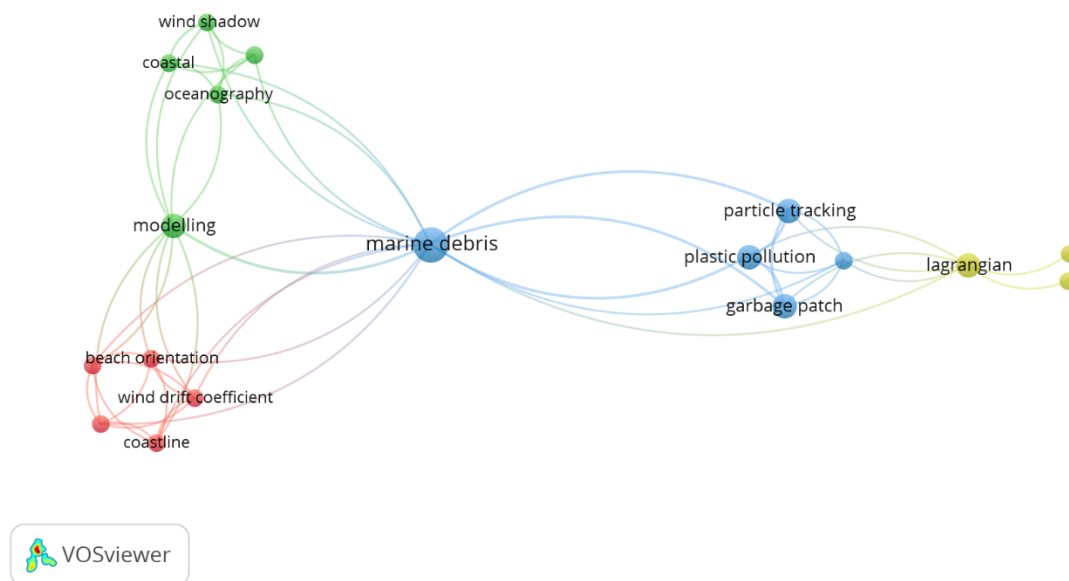 wind shadow
coastal
oceanography
modelling
marine debris
particle tracking
plastic pollution
lagrangian
garbage patch
beach orientation
wind drift coefficient
coastline
VOSviewer